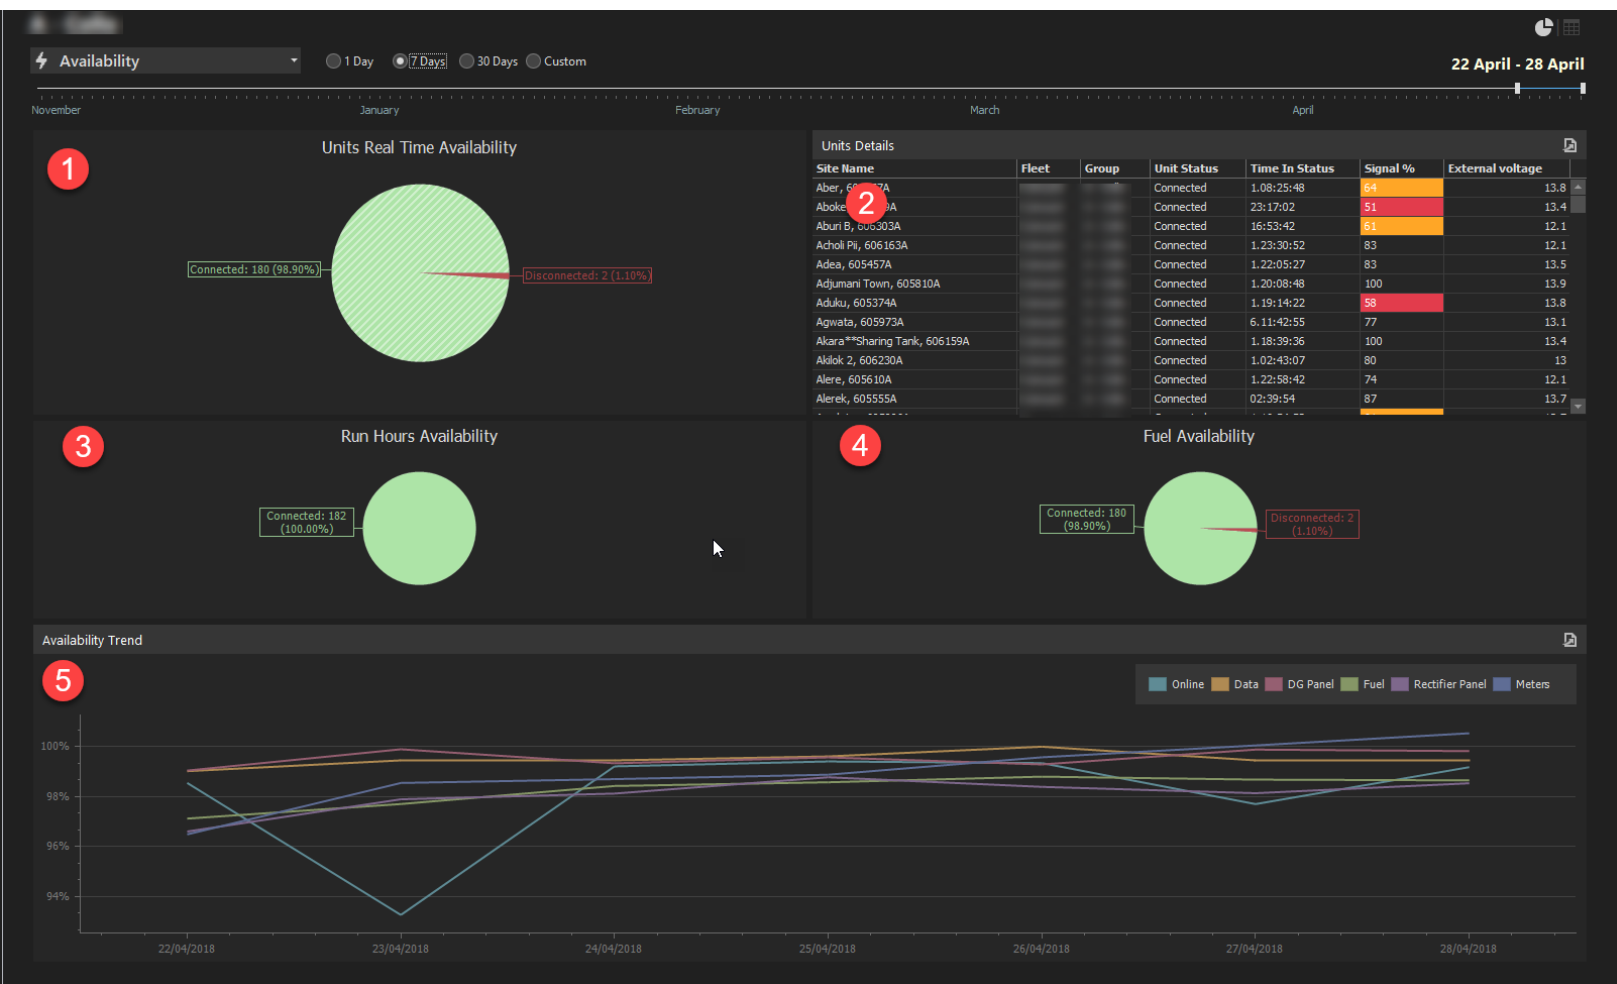 Availability
1 Day
7 Days
30 Days
Custom
22 April - 28 April
November January February March April
1
Units Real Time Availability
Connected: 180 (98.90%)
Disconnected: 2 (1.10%)
Units Details
2
Site Name Fleet Group Unit Status Time In Status Signal % External voltage
Aber, Connected 1.08:25:48 64 13.8
Aboke Connected 23:17:02 51 13.4
Aburi B, 606303A Connected 16:53:42 61 12.1
Acholi Pii, 606163A Connected 1.23:30:52 83 12.1
Adea, 605457A Connected 1.22:05:27 83 13.5
Adjumani Town, 605810A Connected 1.20:08:48 100 13.9
Aduku, 605374A Connected 1.19:14:22 58 13.8
Agwata, 605973A Connected 6.11:42:55 77 13.1
Akara**Sharing Tank, 606159A Connected 1.18:39:36 100 13.4
Akilok 2, 606230A Connected 1.02:43:07 80 13
Alere, 605610A Connected 1.22:58:42 74 12.1
Alerek, 605555A Connected 02:39:54 87 13.7
3
Run Hours Availability
Connected: 182
(100.00%)
4
Fuel Availability
Connected: 180
(98.90%)
Disconnected: 2
(1.10%)
Availability Trend
5
Online Data DG Panel Fuel Rectifier Panel Meters
100%
98%
96%
94%
22/04/2018 23/04/2018 24/04/2018 25/04/2018 26/04/2018 27/04/2018 28/04/2018